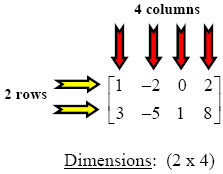 4 columns
2 rows
1 −2 0 2
3 −5 1 8
Dimensions: (2 x 4)